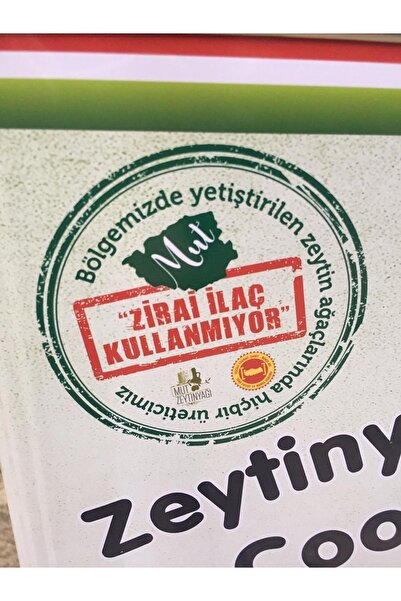 Bölgemizde yetiştirilen zeytin ağaçlarında hiçbir üreticimiz
Mut
"ZİRAİ İLAÇ
KULLANMIYOR"
MUT
ZEYTİNYAĞI
Zeytiny
Coo